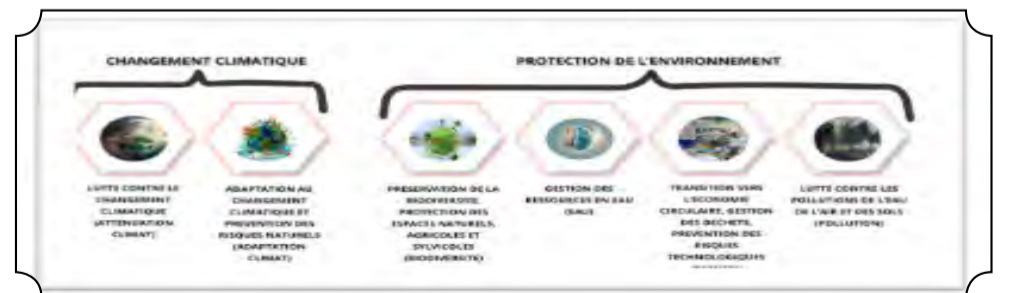 CHANGEMENT CLIMATIQUE
PROTECTION DE L'ENVIRONNEMENT
LUTTE CONTRE LE
CHANGEMENT
CLIMATIQUE
(ATTENUATION
CLIMAT)
ADAPTATION AU
CHANGEMENT
CLIMATIQUE ET
PREVENTION DES
RISQUES NATURELS
(ADAPTATION
CLIMAT)
PRESERVATION DE LA
BIODIVERSITE,
PROTECTION DES
ESPACES NATURELS,
AGRICOLES ET
SYLVICOLES
(BIODIVERSITE)
GESTION DES
RESSOURCES EN EAU
(EAU)
TRANSITION VERS
L'ECONOMIE
CIRCULAIRE, GESTION
DES DECHETS,
PREVENTION DES
RISQUES
TECHNOLOGIQUES
LUTTE CONTRE LES
POLLUTIONS DE L'EAU
DE L'AIR ET DES SOLS
(POLLUTION)